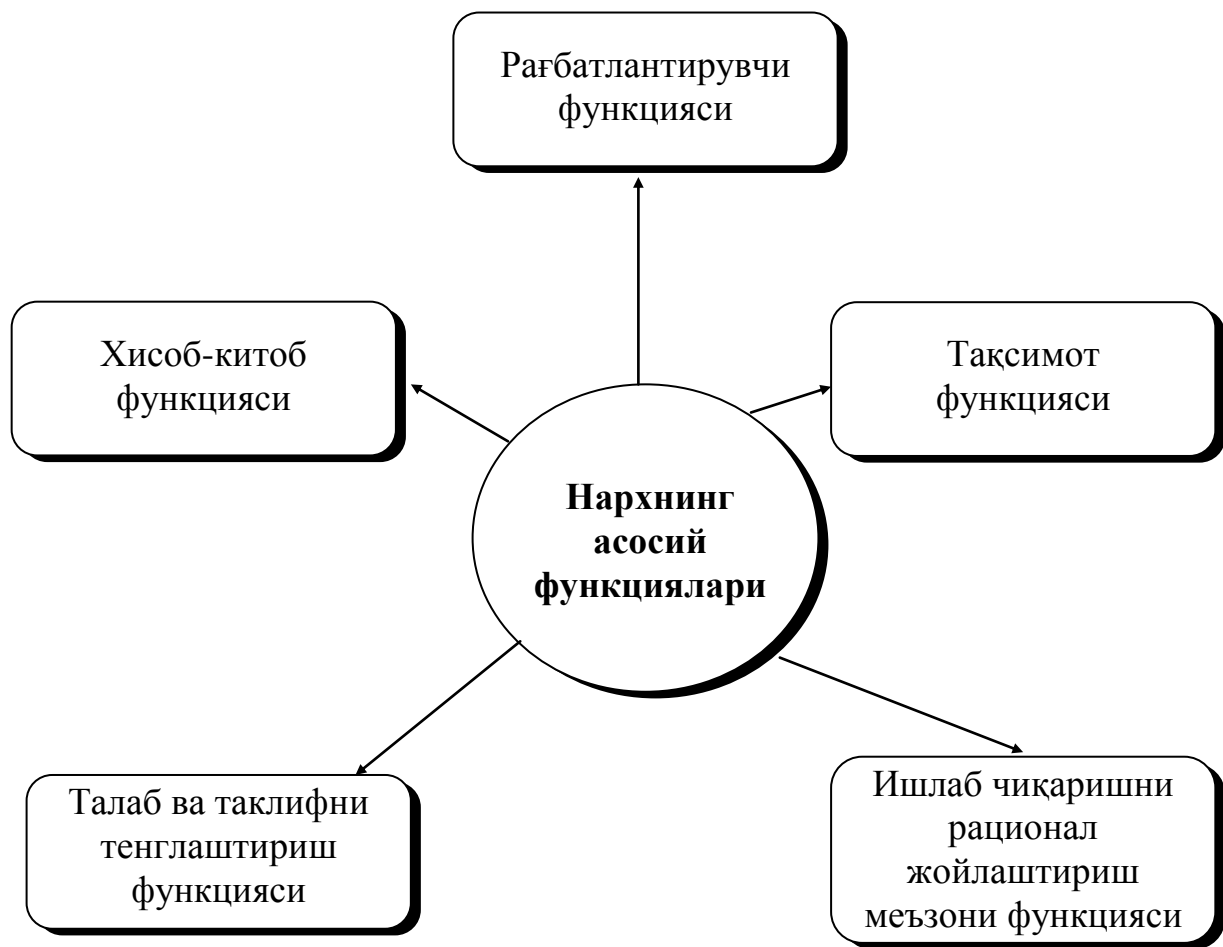 Рағбатлантирувчи
функцияси
Хисоб-китоб
функцияси
Тақсимот
функцияси
Нархнинг
асосий
функциялари
Талаб ва таклифни
тенглаштириш
функцияси
Ишлаб чиқаришни
рационал
жойлаштириш
меъзони функцияси